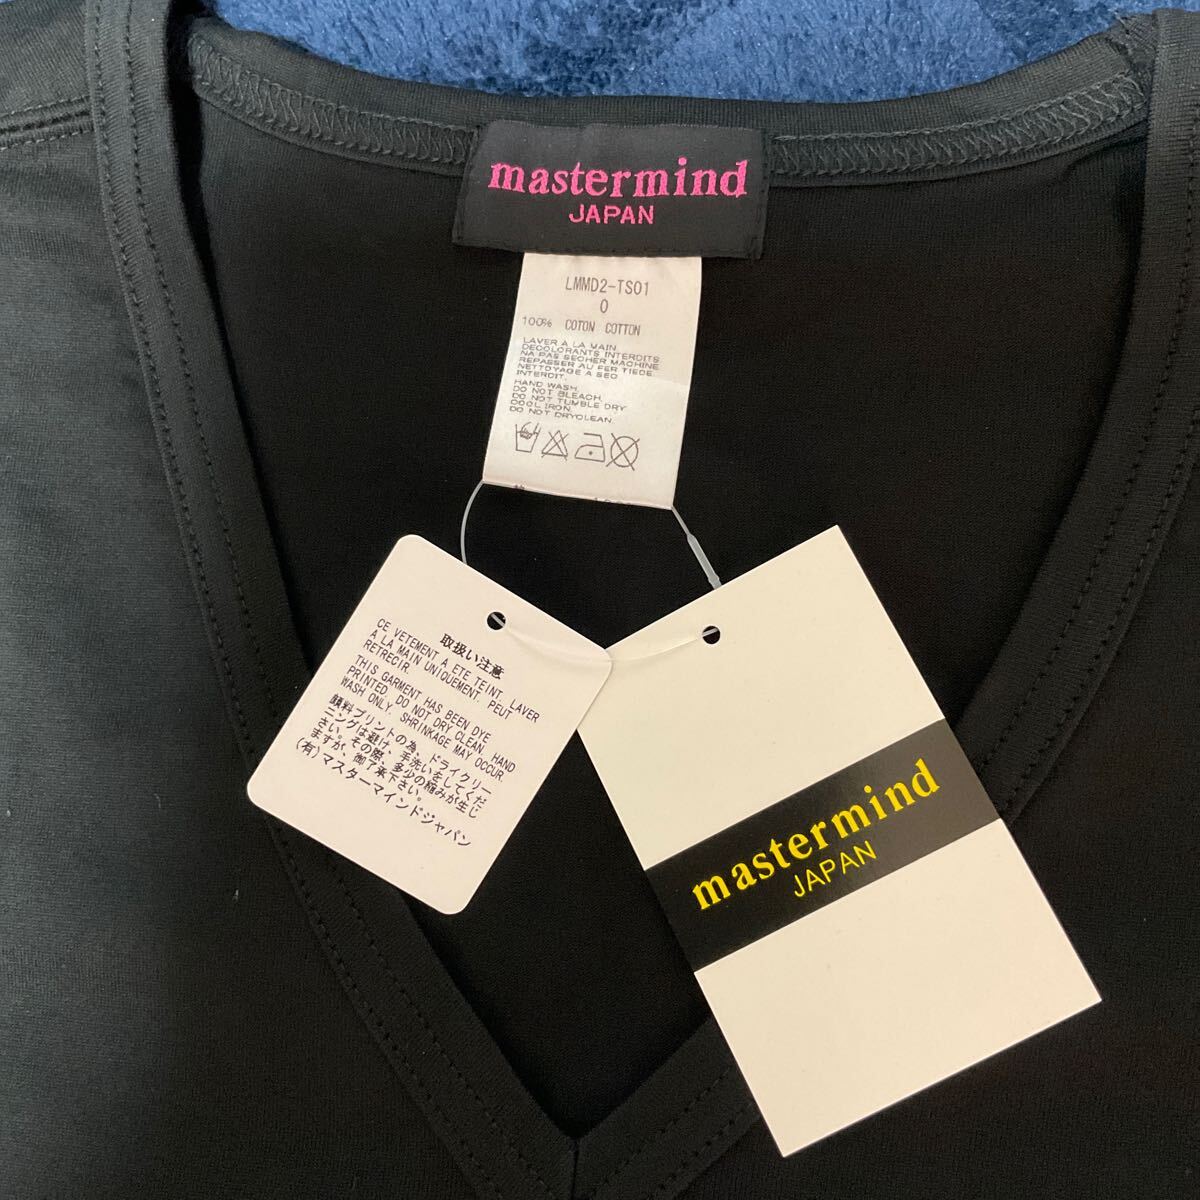 mastermind
JAPAN
LMMD2-TS01
0
100% COTON COTTON
LAVER A LA MAIN
DECOLORANTS INTERDITS
NA PAS SECHER MACHINE
REPASSER AU FER TIEDE
NETTOYAGE A SEC
INTERDIT.
HAND WASH
DO NOT BLEACH
DO NOT TUMBLE DRY
COOL IRON
DO NOT DRYCLEAN
取扱い注意
CE VETEMENT A ETE TEINT. LAVER
A LA MAIN UNIQUEMENT. PEUT
RETRECIR.
THIS GARMENT HAS BEEN DYE
PRINTED. DO NOT DRY CLEAN. HAND
WASH ONLY. SHRINKAGE MAY OCCUR.
顔料プリントの為、ドライクリー
ニングは避け、手洗いをしてくだ
さい。その際、多少の縮みが生じ
ますが、御了承下さい。
(有)マスターマインドジャパン
mastermind
JAPAN